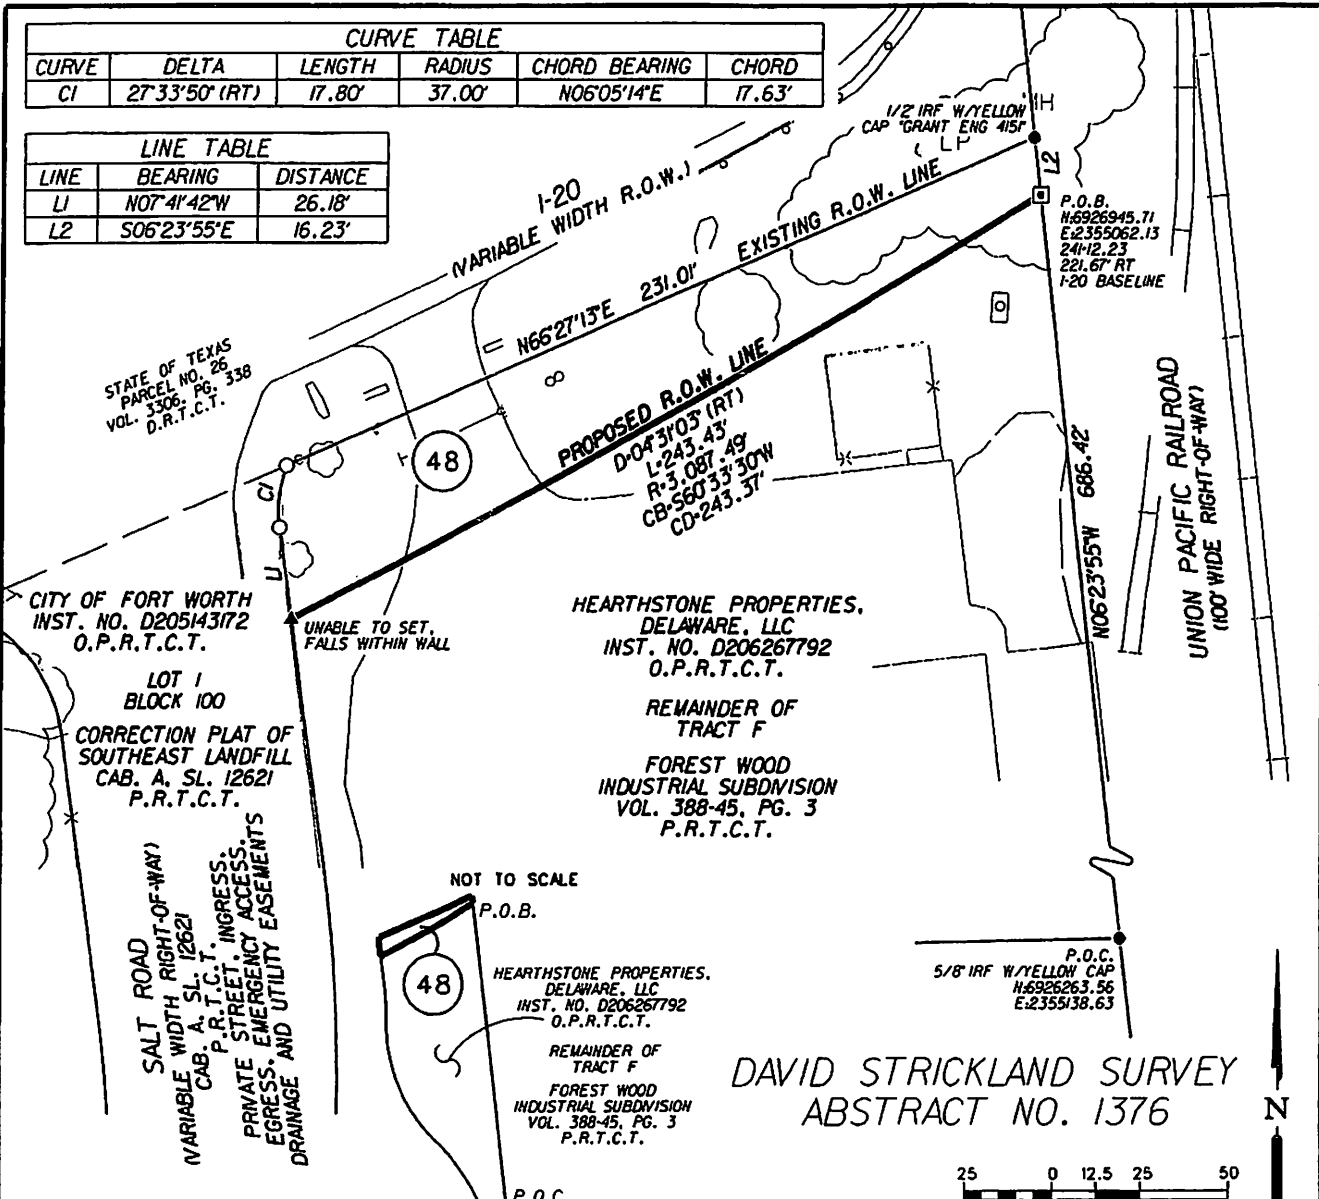 CURVE TABLE
CURVE DELTA LENGTH RADIUS CHORD BEARING CHORD
C1 27°33'50" (RT) 17.80' 37.00' N06°05'14"E 17.63'
LINE TABLE
LINE BEARING DISTANCE
L1 N07°41'42"W 26.18'
L2 S06°23'55"E 16.23'
1/2" IRF W/YELLOW
CAP "GRANT ENG 4151"
H
LP
L2
I-20
(VARIABLE WIDTH R.O.W.)
EXISTING R.O.W. LINE
N66°27'13"E 231.01'
P.O.B.
N:6926945.71
E:2355062.13
241+12.23
221.67' RT
I-20 BASELINE
STATE OF TEXAS
PARCEL NO. 26
VOL. 3306, PG. 338
D.R.T.C.T.
PROPOSED R.O.W. LINE
D=04°31'03" (RT)
L=243.43'
R=3,087.49'
CB=S60°33'30"W
CD=243.37'
48
C1
L1
N06°23'55"W 686.42'
UNION PACIFIC RAILROAD
(100' WIDE RIGHT-OF-WAY)
CITY OF FORT WORTH
INST. NO. D205143172
O.P.R.T.C.T.
LOT 1
BLOCK 100
CORRECTION PLAT OF
SOUTHEAST LANDFILL
CAB. A, SL. 12621
P.R.T.C.T.
UNABLE TO SET,
FALLS WITHIN WALL
HEARTHSTONE PROPERTIES,
DELAWARE, LLC
INST. NO. D206267792
O.P.R.T.C.T.
REMAINDER OF
TRACT F
FOREST WOOD
INDUSTRIAL SUBDIVISION
VOL. 388-45, PG. 3
P.R.T.C.T.
SALT ROAD
(VARIABLE WIDTH RIGHT-OF-WAY)
CAB. A, SL. 12621
P.R.T.C.T.
PRIVATE STREET, INGRESS,
EGRESS, EMERGENCY ACCESS,
DRAINAGE AND UTILITY EASEMENTS
NOT TO SCALE
P.O.B.
48
HEARTHSTONE PROPERTIES,
DELAWARE, LLC
INST. NO. D206267792
O.P.R.T.C.T.
REMAINDER OF
TRACT F
FOREST WOOD
INDUSTRIAL SUBDIVISION
VOL. 388-45, PG. 3
P.R.T.C.T.
P.O.C.
P.O.C.
5/8" IRF W/YELLOW CAP
N:6926263.56
E:2355138.63
DAVID STRICKLAND SURVEY
ABSTRACT NO. 1376
N
25 0 12.5 25 50